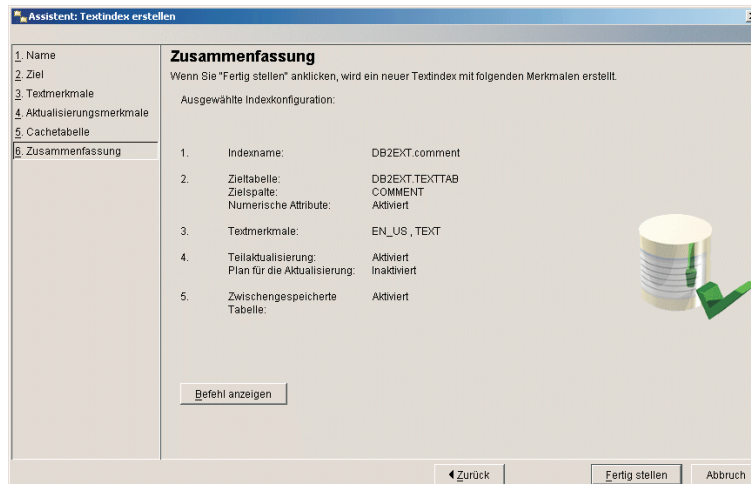 Assistent: Textindex erstellen
1. Name
2. Ziel
3. Textmerkmale
4. Aktualisierungsmerkmale
5. Cachetabelle
6. Zusammenfassung
Zusammenfassung
Wenn Sie "Fertig stellen" anklicken, wird ein neuer Textindex mit folgenden Merkmalen erstellt.
Ausgewählte Indexkonfiguration:
1. Indexname: DB2EXT.comment
2. Zieltabelle: DB2EXT.TEXTTAB
Zielspalte: COMMENT
Numerische Attribute: Aktiviert
3. Textmerkmale: EN_US , TEXT
4. Teilaktualisierung: Aktiviert
Plan für die Aktualisierung: Inaktiviert
5. Zwischengespeicherte Aktiviert
Tabelle:
Befehl anzeigen
Zurück Fertig stellen Abbruch